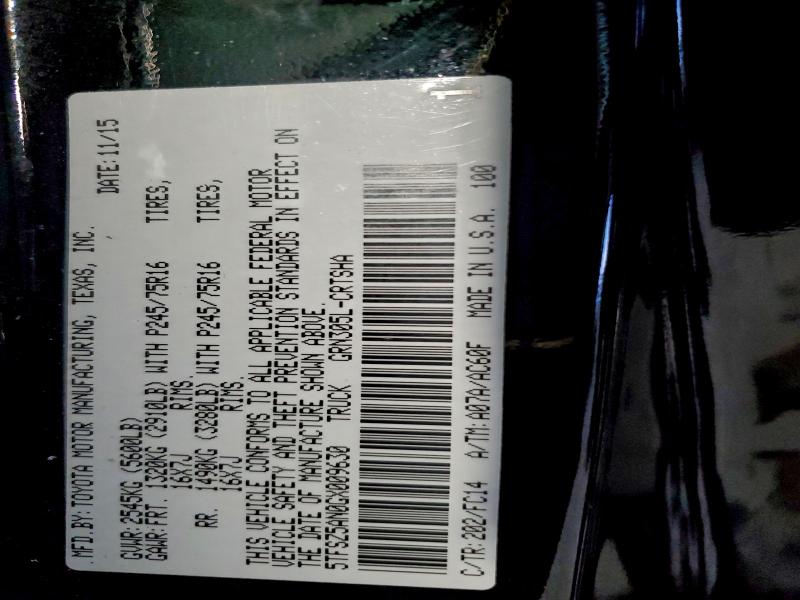 MFD.BY:TOYOTA MOTOR MANUFACTURING, TEXAS, INC.
DATE:11/15
GVWR:2545KG (5600LB)
GAWR:FRT. 1320KG (2910LB) WITH P245/75R16 TIRES,
16X7J RIMS.
RR. 1490KG (3290LB) WITH P245/75R16 TIRES,
16X7J RIMS.
THIS VEHICLE CONFORMS TO ALL APPLICABLE FEDERAL MOTOR
VEHICLE SAFETY AND THEFT PREVENTION STANDARDS IN EFFECT ON
THE DATE OF MANUFACTURE SHOWN ABOVE.
5TFSZ5AN0GX009630 TRUCK GRN305L-CRTSHA
C/TR:202/FC14 A/TM:A07A/AC60F MADE IN U.S.A. 100